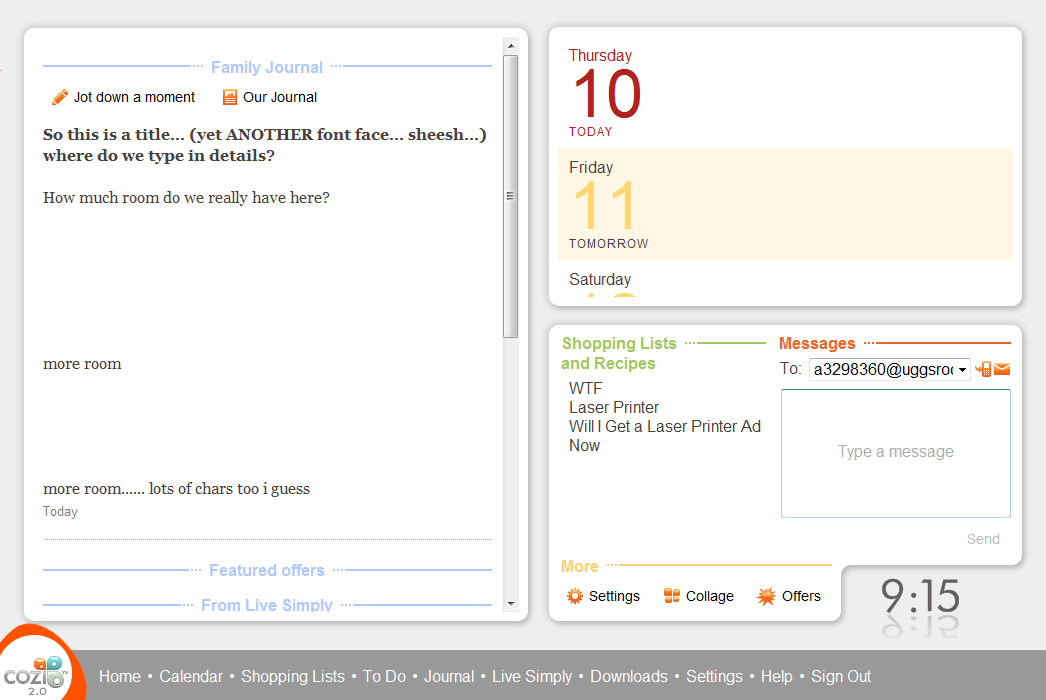 Family Journal
Jot down a moment
Our Journal
So this is a title... (yet ANOTHER font face... sheesh...)
where do we type in details?
How much room do we really have here?
more room
more room...... lots of chars too i guess
Today
Featured offers
From Live Simply
Thursday
10
TODAY
Friday
11
TOMORROW
Saturday
Shopping Lists
and Recipes
WTF
Laser Printer
Will I Get a Laser Printer Ad
Now
Messages
To: a3298360@uggsroc
Type a message
Send
More
Settings
Collage
Offers
9:15
COZI™
2.0
Home • Calendar • Shopping Lists • To Do • Journal • Live Simply • Downloads • Settings • Help • Sign Out